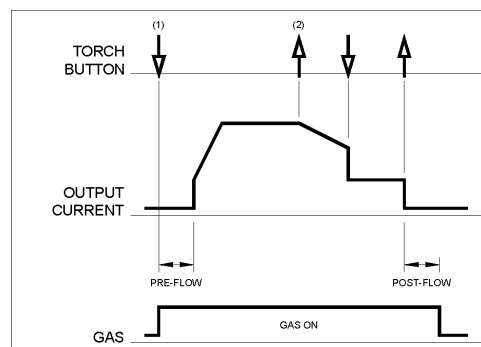 (1) (2)
TORCH
BUTTON
OUTPUT
CURRENT
PRE-FLOW POST-FLOW
GAS ON
GAS